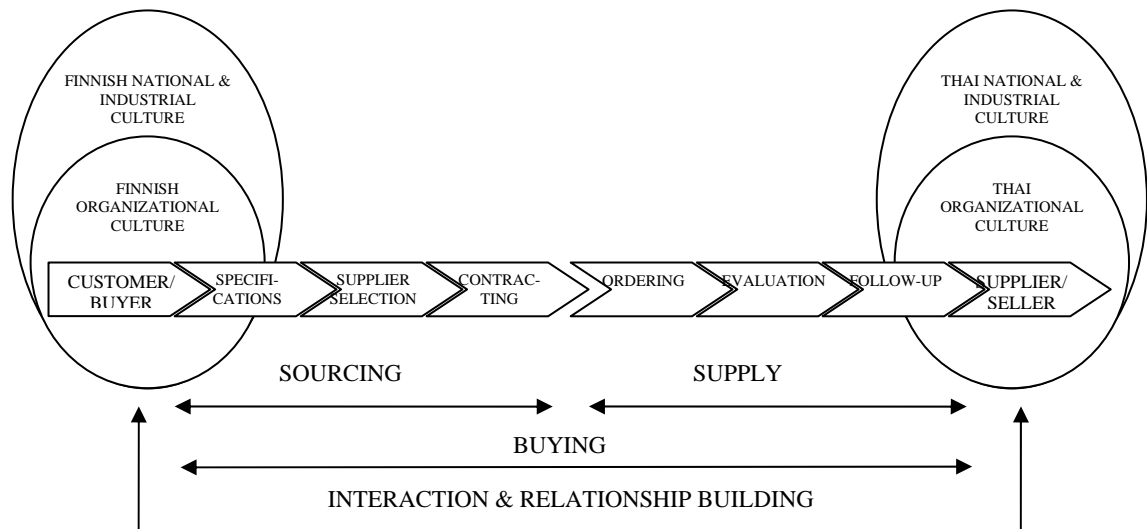 FINNISH NATIONAL &
INDUSTRIAL
CULTURE
THAI NATIONAL &
INDUSTRIAL
CULTURE
FINNISH
ORGANIZATIONAL
CULTURE
THAI
ORGANIZATIONAL
CULTURE
CUSTOMER/
BUYER
SPECIFI-
CATIONS
SUPPLIER
SELECTION
CONTRAC-
TING
ORDERING
EVALUATION
FOLLOW-UP
SUPPLIER/
SELLER
SOURCING
SUPPLY
BUYING
INTERACTION & RELATIONSHIP BUILDING